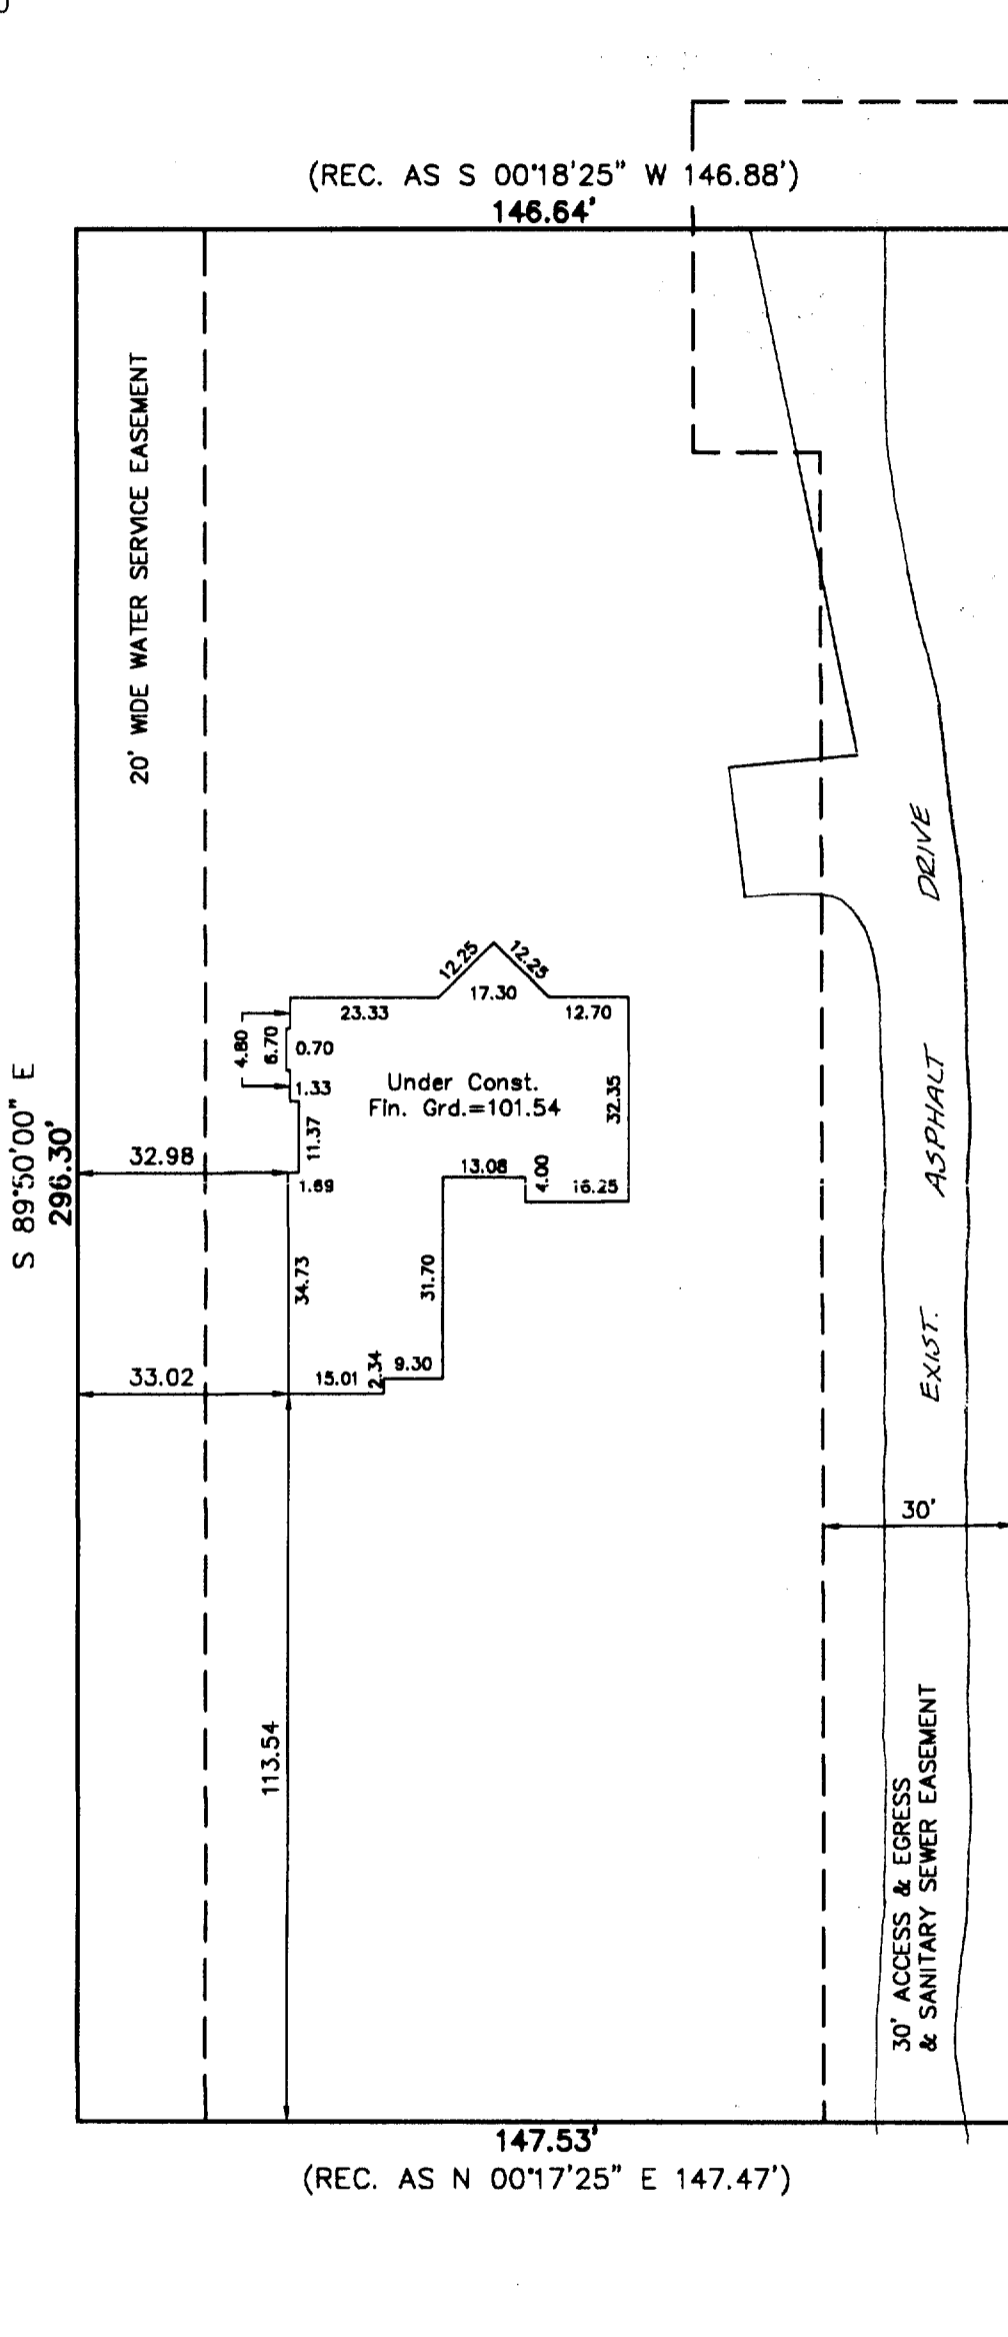 (REC. AS S 00°18'25" W 146.88')
146.64'
20' WIDE WATER SERVICE EASEMENT
DRIVE
12.25
12.25
17.30
23.33
12.70
4.80
6.70
0.70
1.33
Under Const.
Fin. Grd.=101.54
32.35
11.37
ASPHALT
S 89°50'00" E
296.30'
32.98
1.69
13.08
4.00
16.25
34.73
31.70
EXIST.
33.02
15.01
2.34
9.30
30'
113.54
30' ACCESS & EGRESS
& SANITARY SEWER EASEMENT
147.53'
(REC. AS N 00°17'25" E 147.47')